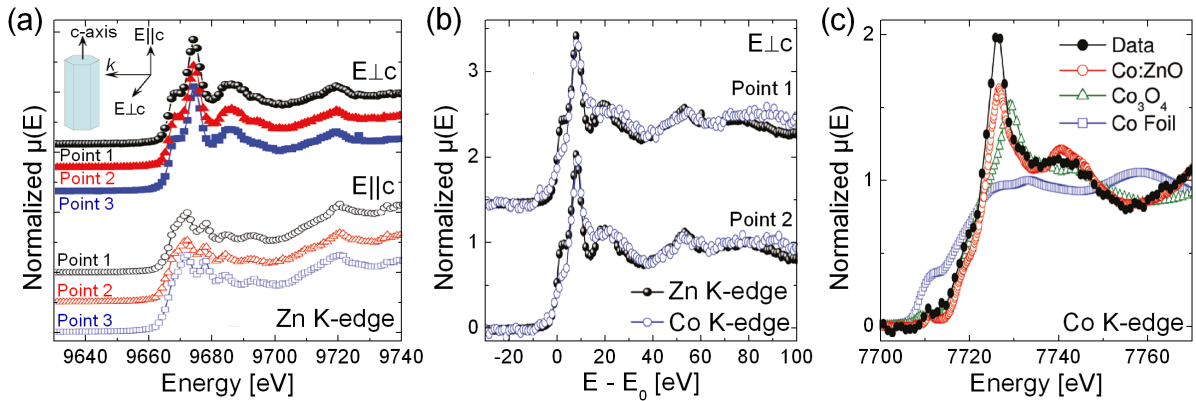 (a)
c-axis
E||c
k
E⊥c
E⊥c
Point 1
Point 2
Point 3
E||c
Point 1
Point 2
Point 3
Zn K-edge
Normalized μ(E)
9640 9660 9680 9700 9720 9740
Energy [eV]
(b)
E⊥c
Point 1
Point 2
Zn K-edge
Co K-edge
Normalized μ(E)
3
2
1
0
-20 0 20 40 60 80 100
E - E₀ [eV]
(c)
Data
Co:ZnO
Co₃O₄
Co Foil
Co K-edge
Normalized μ(E)
2
1
0
7700 7720 7740 7760
Energy [eV]